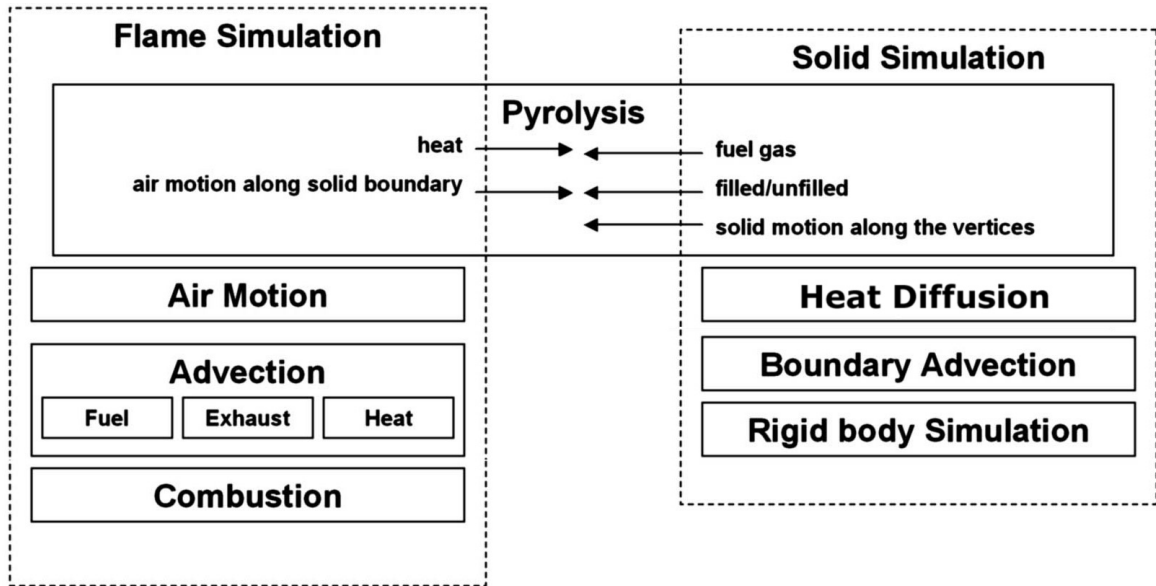 Flame Simulation
Solid Simulation
Pyrolysis
heat
fuel gas
air motion along solid boundary
filled/unfilled
solid motion along the vertices
Air Motion
Heat Diffusion
Advection
Boundary Advection
Fuel
Exhaust
Heat
Rigid body Simulation
Combustion